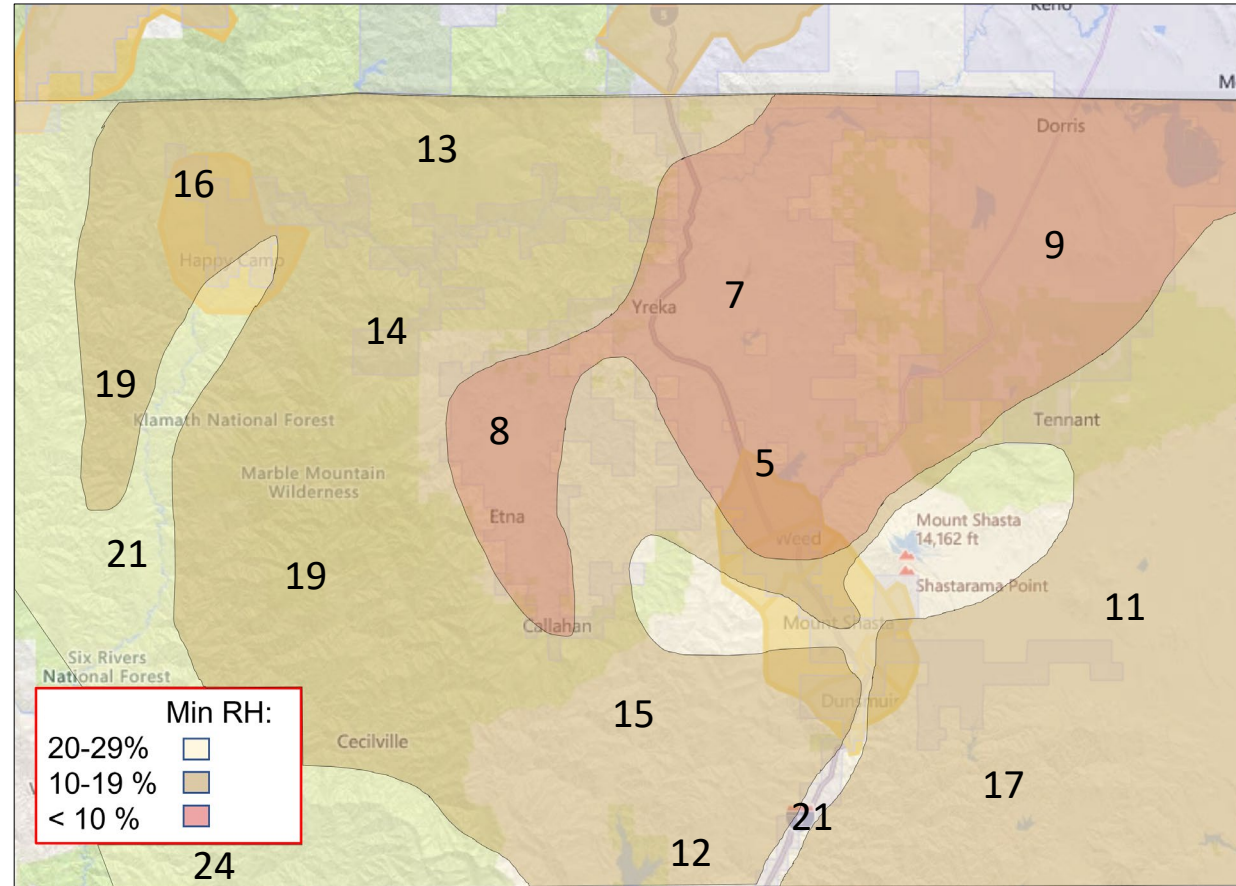 5
Keno
Dorris
13
16
Happy Camp
9
7
Yreka
14
19
Klamath National Forest
8
Tennant
5
Marble Mountain
Wilderness
Etna
Mount Shasta
14,162 ft
Weed
21
19
Shastarama Point
11
Callahan
Mount Shasta
Six Rivers
National Forest
Dunsmuir
15
Min RH:
20-29%
10-19 %
< 10 %
Cecilville
17
21
12
24